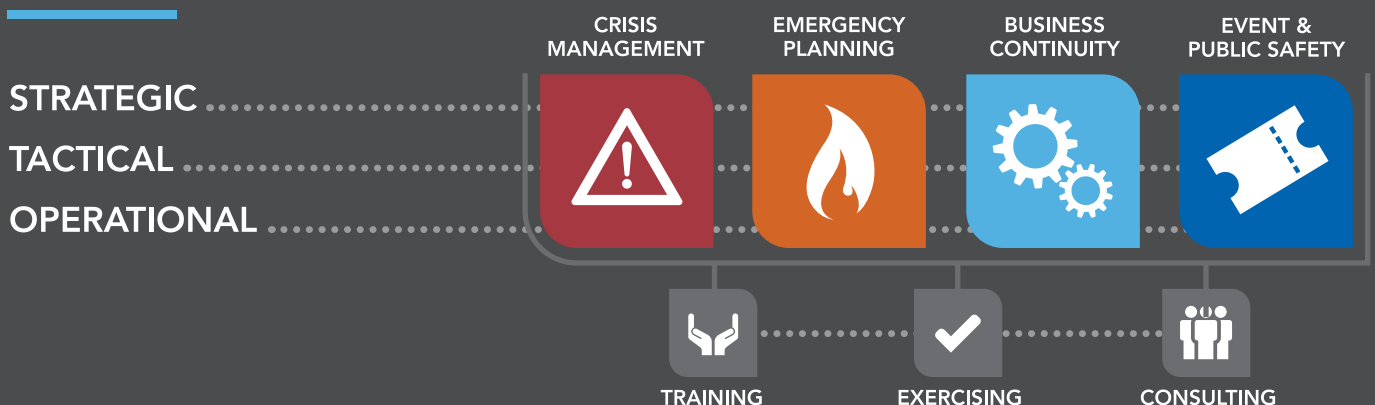 CRISIS
MANAGEMENT
EMERGENCY
PLANNING
BUSINESS
CONTINUITY
EVENT &
PUBLIC SAFETY
STRATEGIC
TACTICAL
OPERATIONAL
TRAINING
EXERCISING
CONSULTING